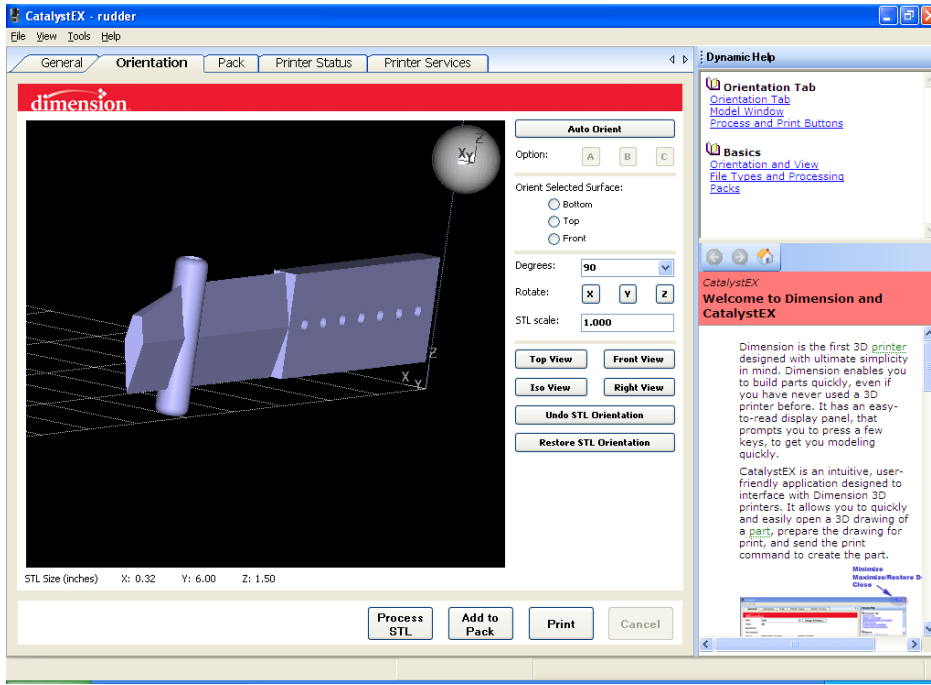 CatalystEX - rudder
File View Tools Help
General Orientation Pack Printer Status Printer Services
dimension
Z
X Y
Z
X Y
Auto Orient
Option: A B C
Orient Selected Surface:
Bottom
Top
Front
Degrees: 90
Rotate: X Y Z
STL scale: 1.000
Top View Front View
Iso View Right View
Undo STL Orientation
Restore STL Orientation
STL Size (inches) X: 0.32 Y: 6.00 Z: 1.50
Process STL Add to Pack Print Cancel
Dynamic Help
Orientation Tab
Orientation Tab
Model Window
Process and Print Buttons
Basics
Orientation and View
File Types and Processing
Packs
CatalystEX
Welcome to Dimension and
CatalystEX
Dimension is the first 3D printer
designed with ultimate simplicity
in mind. Dimension enables you
to build parts quickly, even if
you have never used a 3D
printer before. It has an easy-
to-read display panel, that
prompts you to press a few
keys, to get you modeling
quickly.
CatalystEX is an intuitive, user-
friendly application designed to
interface with Dimension 3D
printers. It allows you to quickly
and easily open a 3D drawing of
a part, prepare the drawing for
print, and send the print
command to create the part.
Minimize
Maximize/Restore D
Close